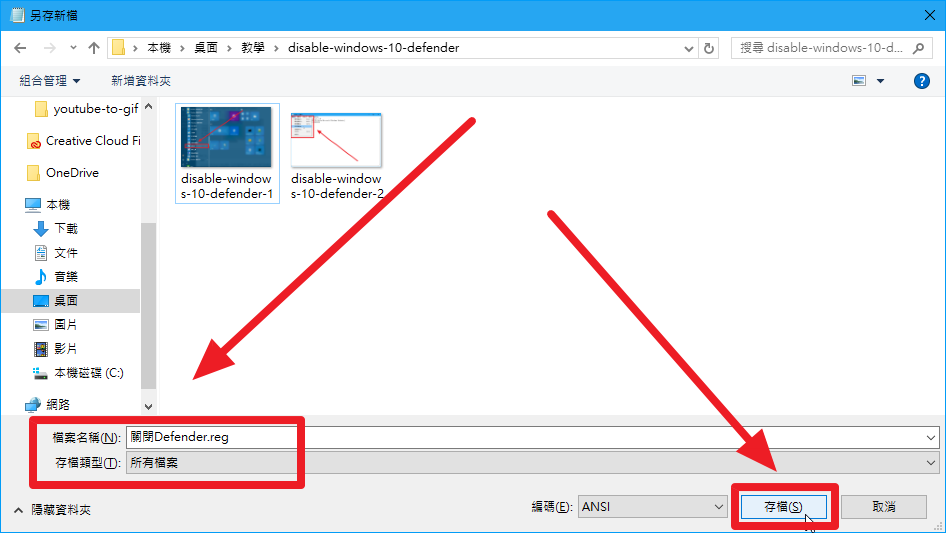 另存新檔
本機 › 桌面 › 教學 › disable-windows-10-defender
搜尋 disable-windows-10-d...
組合管理 新增資料夾
youtube-to-gif
Creative Cloud Fi
OneDrive
本機
下載
文件
音樂
桌面
圖片
影片
本機磁碟 (C:)
網路
disable-window
s-10-defender-1
disable-window
s-10-defender-2
檔案名稱(N): 關閉Defender.reg
存檔類型(T): 所有檔案
隱藏資料夾
編碼(E): ANSI
存檔(S)
取消